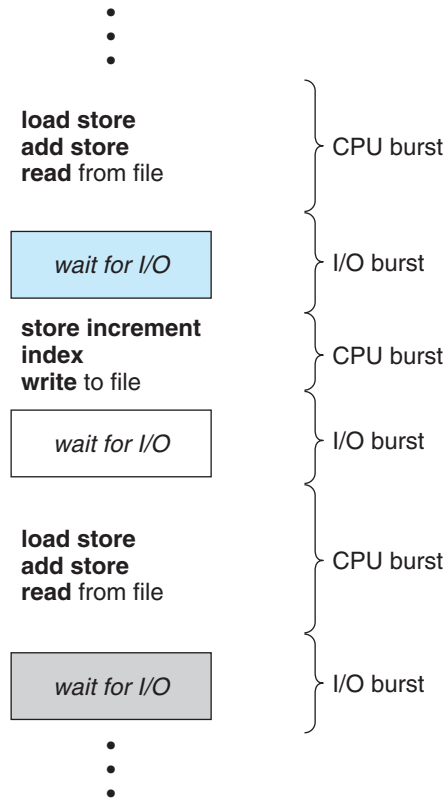 load store
add store
read from file
CPU burst
wait for I/O
I/O burst
store increment
index
write to file
CPU burst
wait for I/O
I/O burst
load store
add store
read from file
CPU burst
wait for I/O
I/O burst